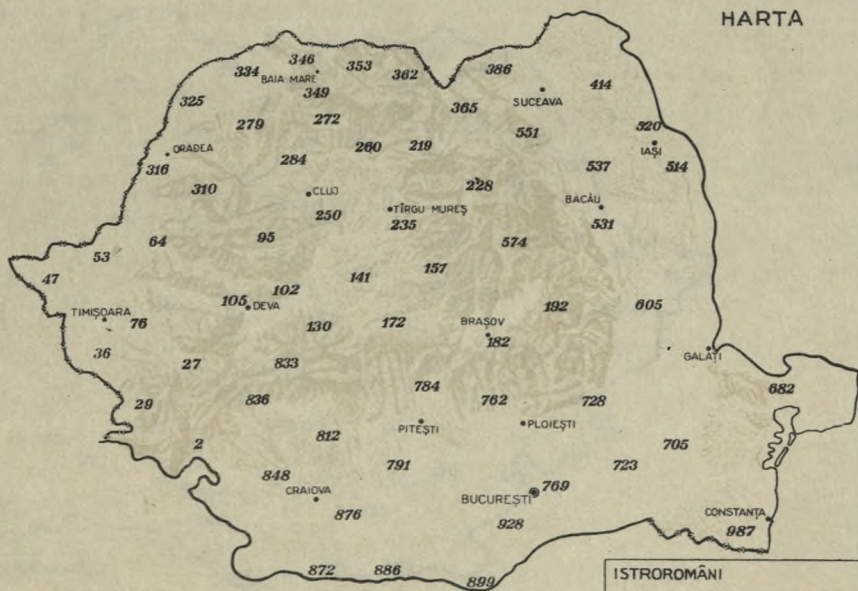 HARTA
346
334 353 386
BAIA MARE 362
349 SUCEAVA 414
325 365
279 272 551 520
ORADEA 260 219 IAȘI
316 284 537 514
310 228
CLUJ BACĂU
250 TÎRGU MUREȘ
235 531
64 95 574
53
47 141 157
102
105 DEVA 192 605
TIMIȘOARA 76 130 172 BRAȘOV
182
36 GALAȚI
27 833
784 682
29 836 762 728
PITEȘTI PLOIEȘTI
2 812 705
848 791 723
CRAIOVA BUCUREȘTI 769
876 928 CONSTANȚA
987
872 886 899
ISTROROMÂNI